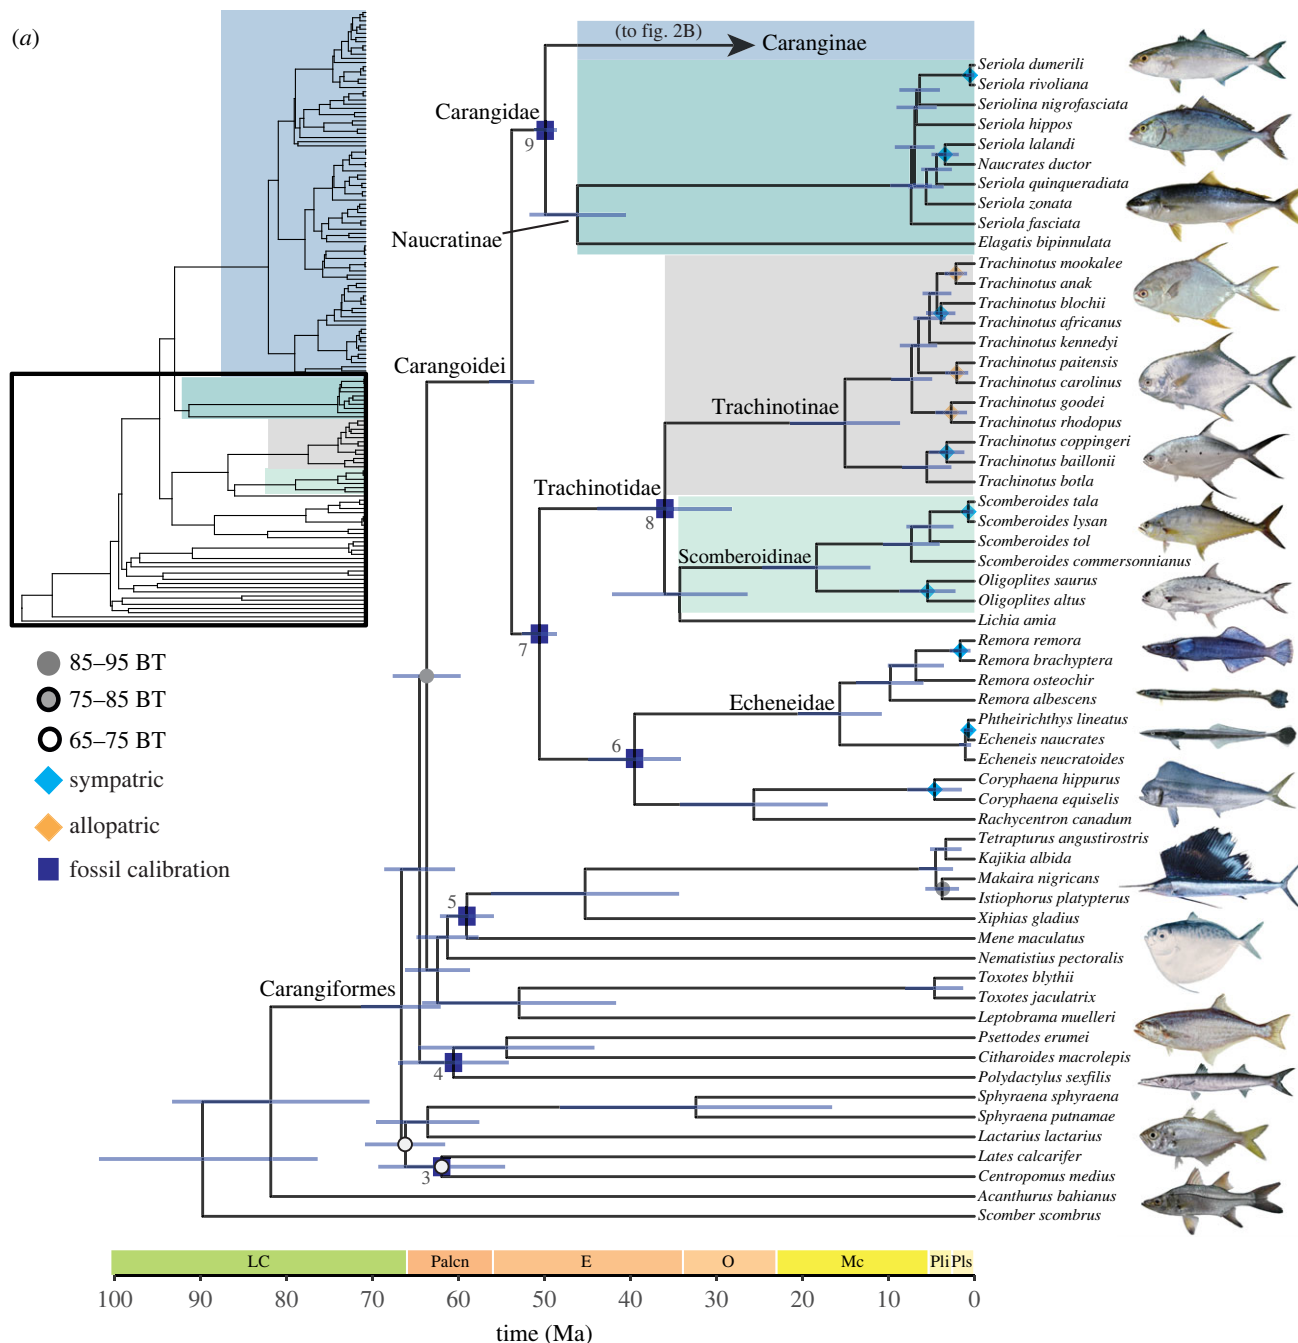 (a)
(to fig. 2B)
Caranginae
Seriola dumerili
Seriola rivoliana
Seriolina nigrofasciata
Carangidae
Seriola hippos
9
Seriola lalandi
Naucrates ductor
Seriola quinqueradiata
Seriola zonata
Seriola fasciata
Naucratinae
Elagatis bipinnulata
Trachinotus mookalee
Trachinotus anak
Trachinotus blochii
Trachinotus africanus
Trachinotus kennedyi
Carangoidei
Trachinotus paitensis
Trachinotus carolinus
Trachinotinae
Trachinotus goodei
Trachinotus rhodopus
Trachinotus coppingeri
Trachinotus baillonii
Trachinotus botla
Trachinotidae
8
Scomberoides tala
Scomberoides lysan
Scomberoides tol
Scomberoidinae
Scomberoides commersonnianus
Oligoplites saurus
Oligoplites altus
Lichia amia
7
Remora remora
Remora brachyptera
Remora osteochir
Echeneidae
Remora albescens
Phtheirichthys lineatus
Echeneis naucrates
6
Echeneis neucratoides
Coryphaena hippurus
Coryphaena equiselis
Rachycentron canadum
Tetrapturus angustirostris
Kajikia albida
Makaira nigricans
Istiophorus platypterus
5
Xiphias gladius
Mene maculatus
Nematistius pectoralis
Carangiformes
Toxotes blythii
Toxotes jaculatrix
Leptobrama muelleri
Psettodes erumei
Citharoides macrolepis
4
Polydactylus sexfilis
Sphyraena sphyraena
Sphyraena putnamae
Lactarius lactarius
Lates calcarifer
3
Centropomus medius
Acanthurus bahianus
Scomber scombrus
85–95 BT
75–85 BT
65–75 BT
sympatric
allopatric
fossil calibration
LC Palcn E O Mc Pli Pls
100 90 80 70 60 50 40 30 20 10 0
time (Ma)